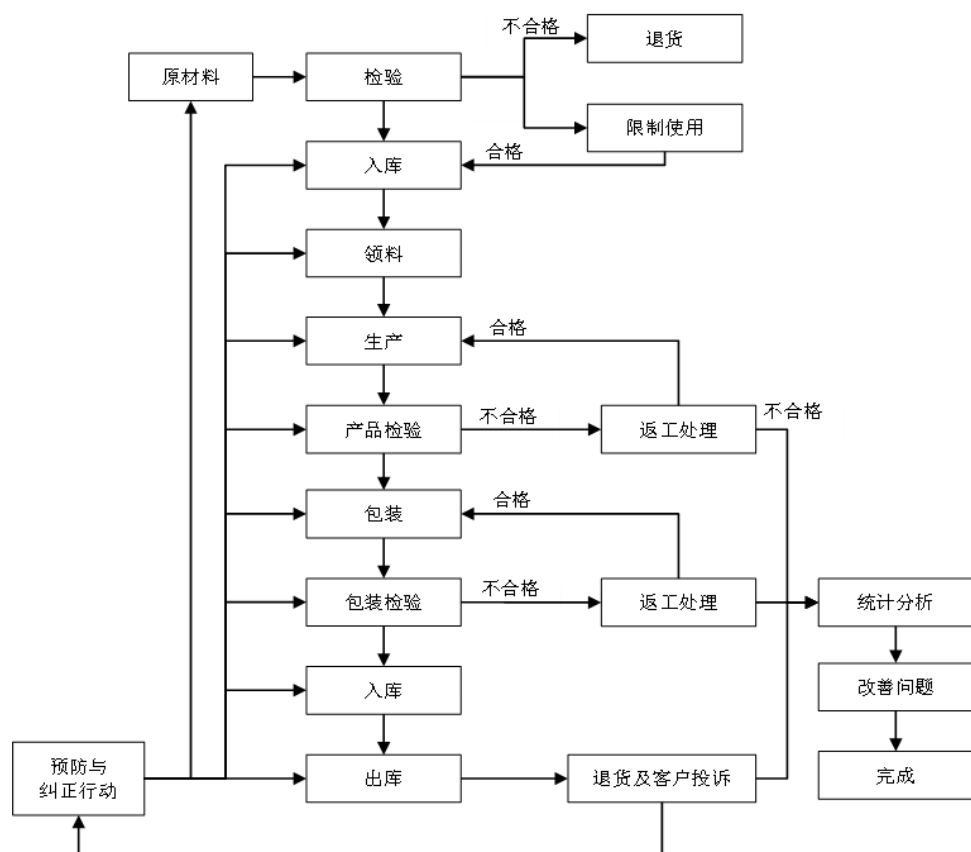 不合格
退货
原材料
检验
限制使用
合格
入库
领料
合格
生产
不合格
产品检验
不合格
返工处理
合格
包装
不合格
包装检验
返工处理
统计分析
入库
改善问题
预防与
纠正行动
出库
退货及客户投诉
完成